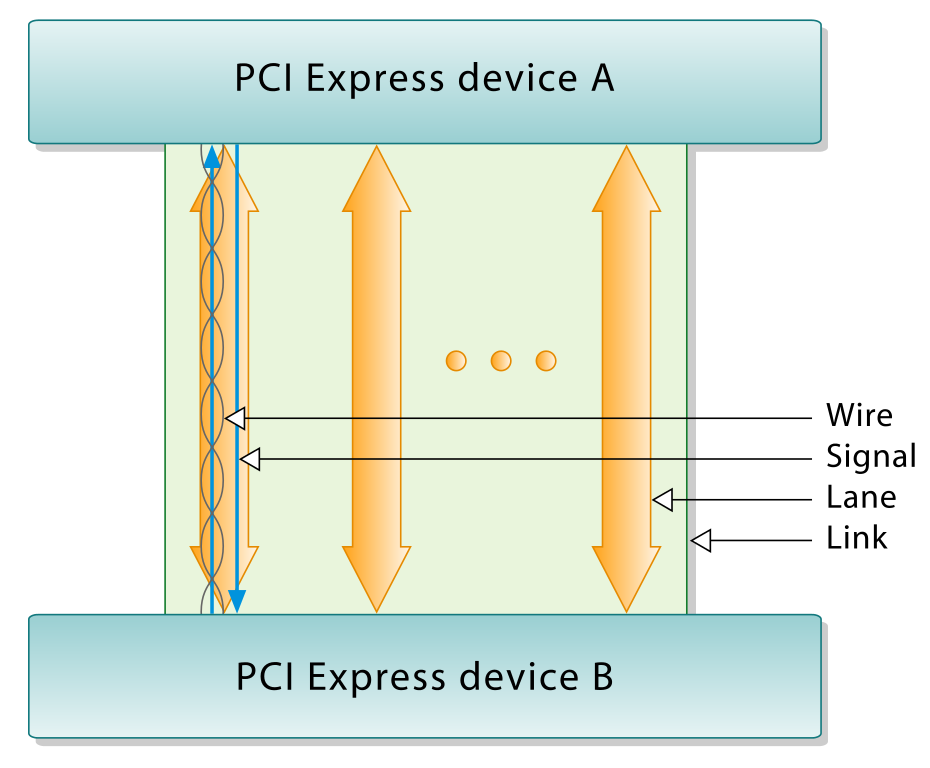 PCI Express device A
Wire
Signal
Lane
Link
PCI Express device B